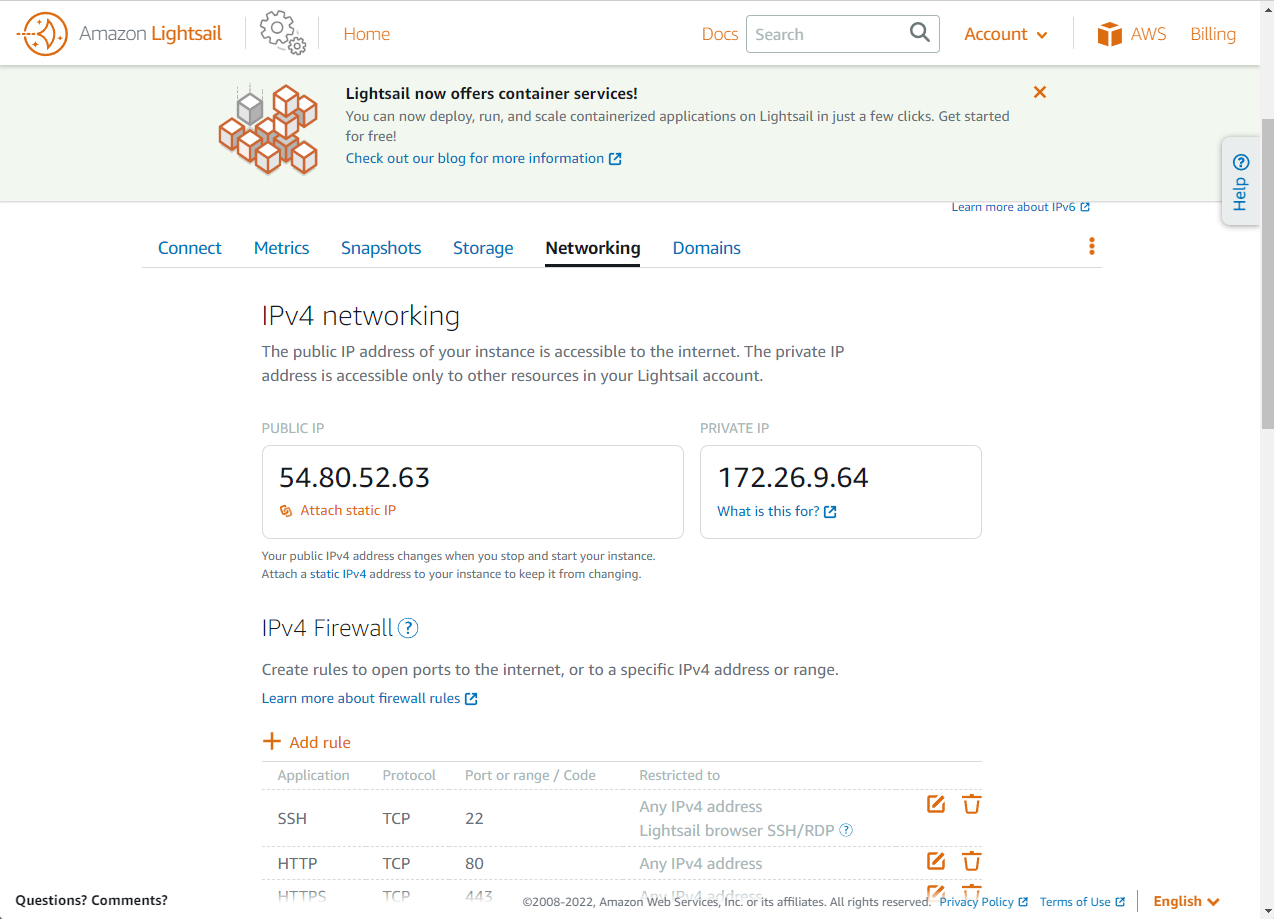 Amazon Lightsail
Home
Docs
Search
Account
AWS
Billing
Lightsail now offers container services!
You can now deploy, run, and scale containerized applications on Lightsail in just a few clicks. Get started
for free!
Check out our blog for more information
Help
Learn more about IPv6
Connect Metrics Snapshots Storage Networking Domains
IPv4 networking
The public IP address of your instance is accessible to the internet. The private IP
address is accessible only to other resources in your Lightsail account.
PUBLIC IP
54.80.52.63
Attach static IP
PRIVATE IP
172.26.9.64
What is this for?
Your public IPv4 address changes when you stop and start your instance.
Attach a static IPv4 address to your instance to keep it from changing.
IPv4 Firewall ?
Create rules to open ports to the internet, or to a specific IPv4 address or range.
Learn more about firewall rules
+ Add rule
Application Protocol Port or range / Code Restricted to
SSH TCP 22 Any IPv4 address
Lightsail browser SSH/RDP ?
HTTP TCP 80 Any IPv4 address
HTTPS TCP 443 Any IPv4 address
Questions? Comments?
©2008-2022, Amazon Web Services, Inc. or its affiliates. All rights reserved. Privacy Policy Terms of Use
English